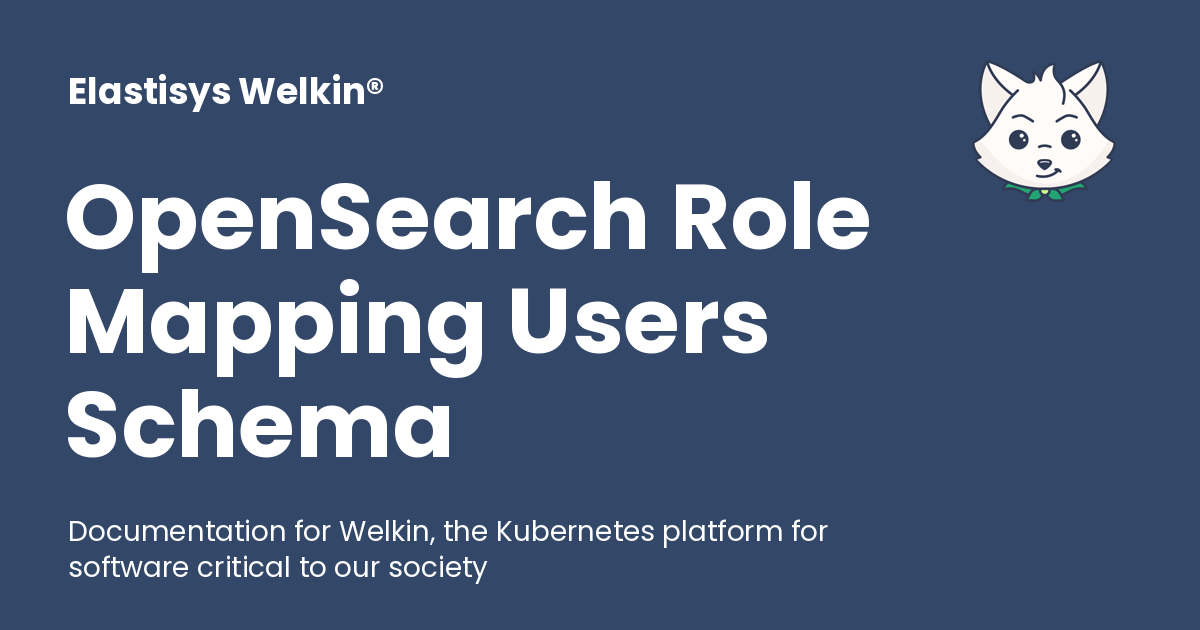 Elastisys Welkin®
OpenSearch Role
Mapping Users
Schema
Documentation for Welkin, the Kubernetes platform for
software critical to our society